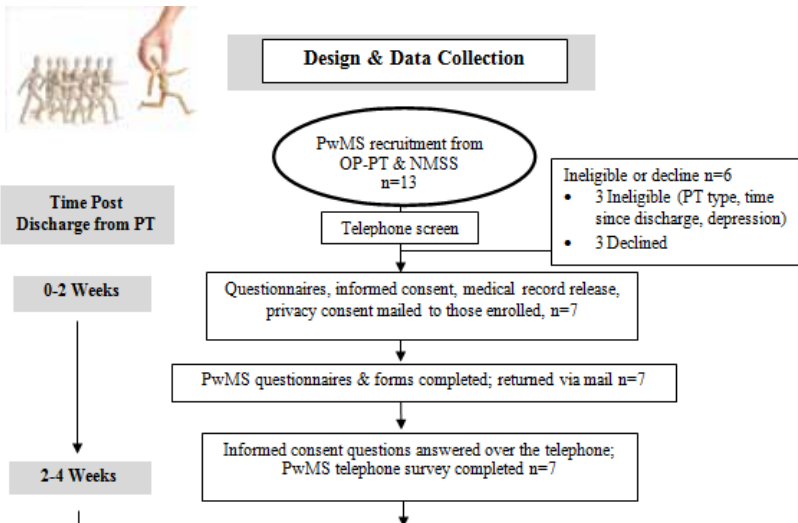 Design & Data Collection
PwMS recruitment from
OP-PT & NMSS
n=13
Ineligible or decline n=6
• 3 Ineligible (PT type, time
since discharge, depression)
• 3 Declined
Time Post
Discharge from PT
Telephone screen
0-2 Weeks
Questionnaires, informed consent, medical record release,
privacy consent mailed to those enrolled, n=7
PwMS questionnaires & forms completed; returned via mail n=7
Informed consent questions answered over the telephone;
PwMS telephone survey completed n=7
2-4 Weeks